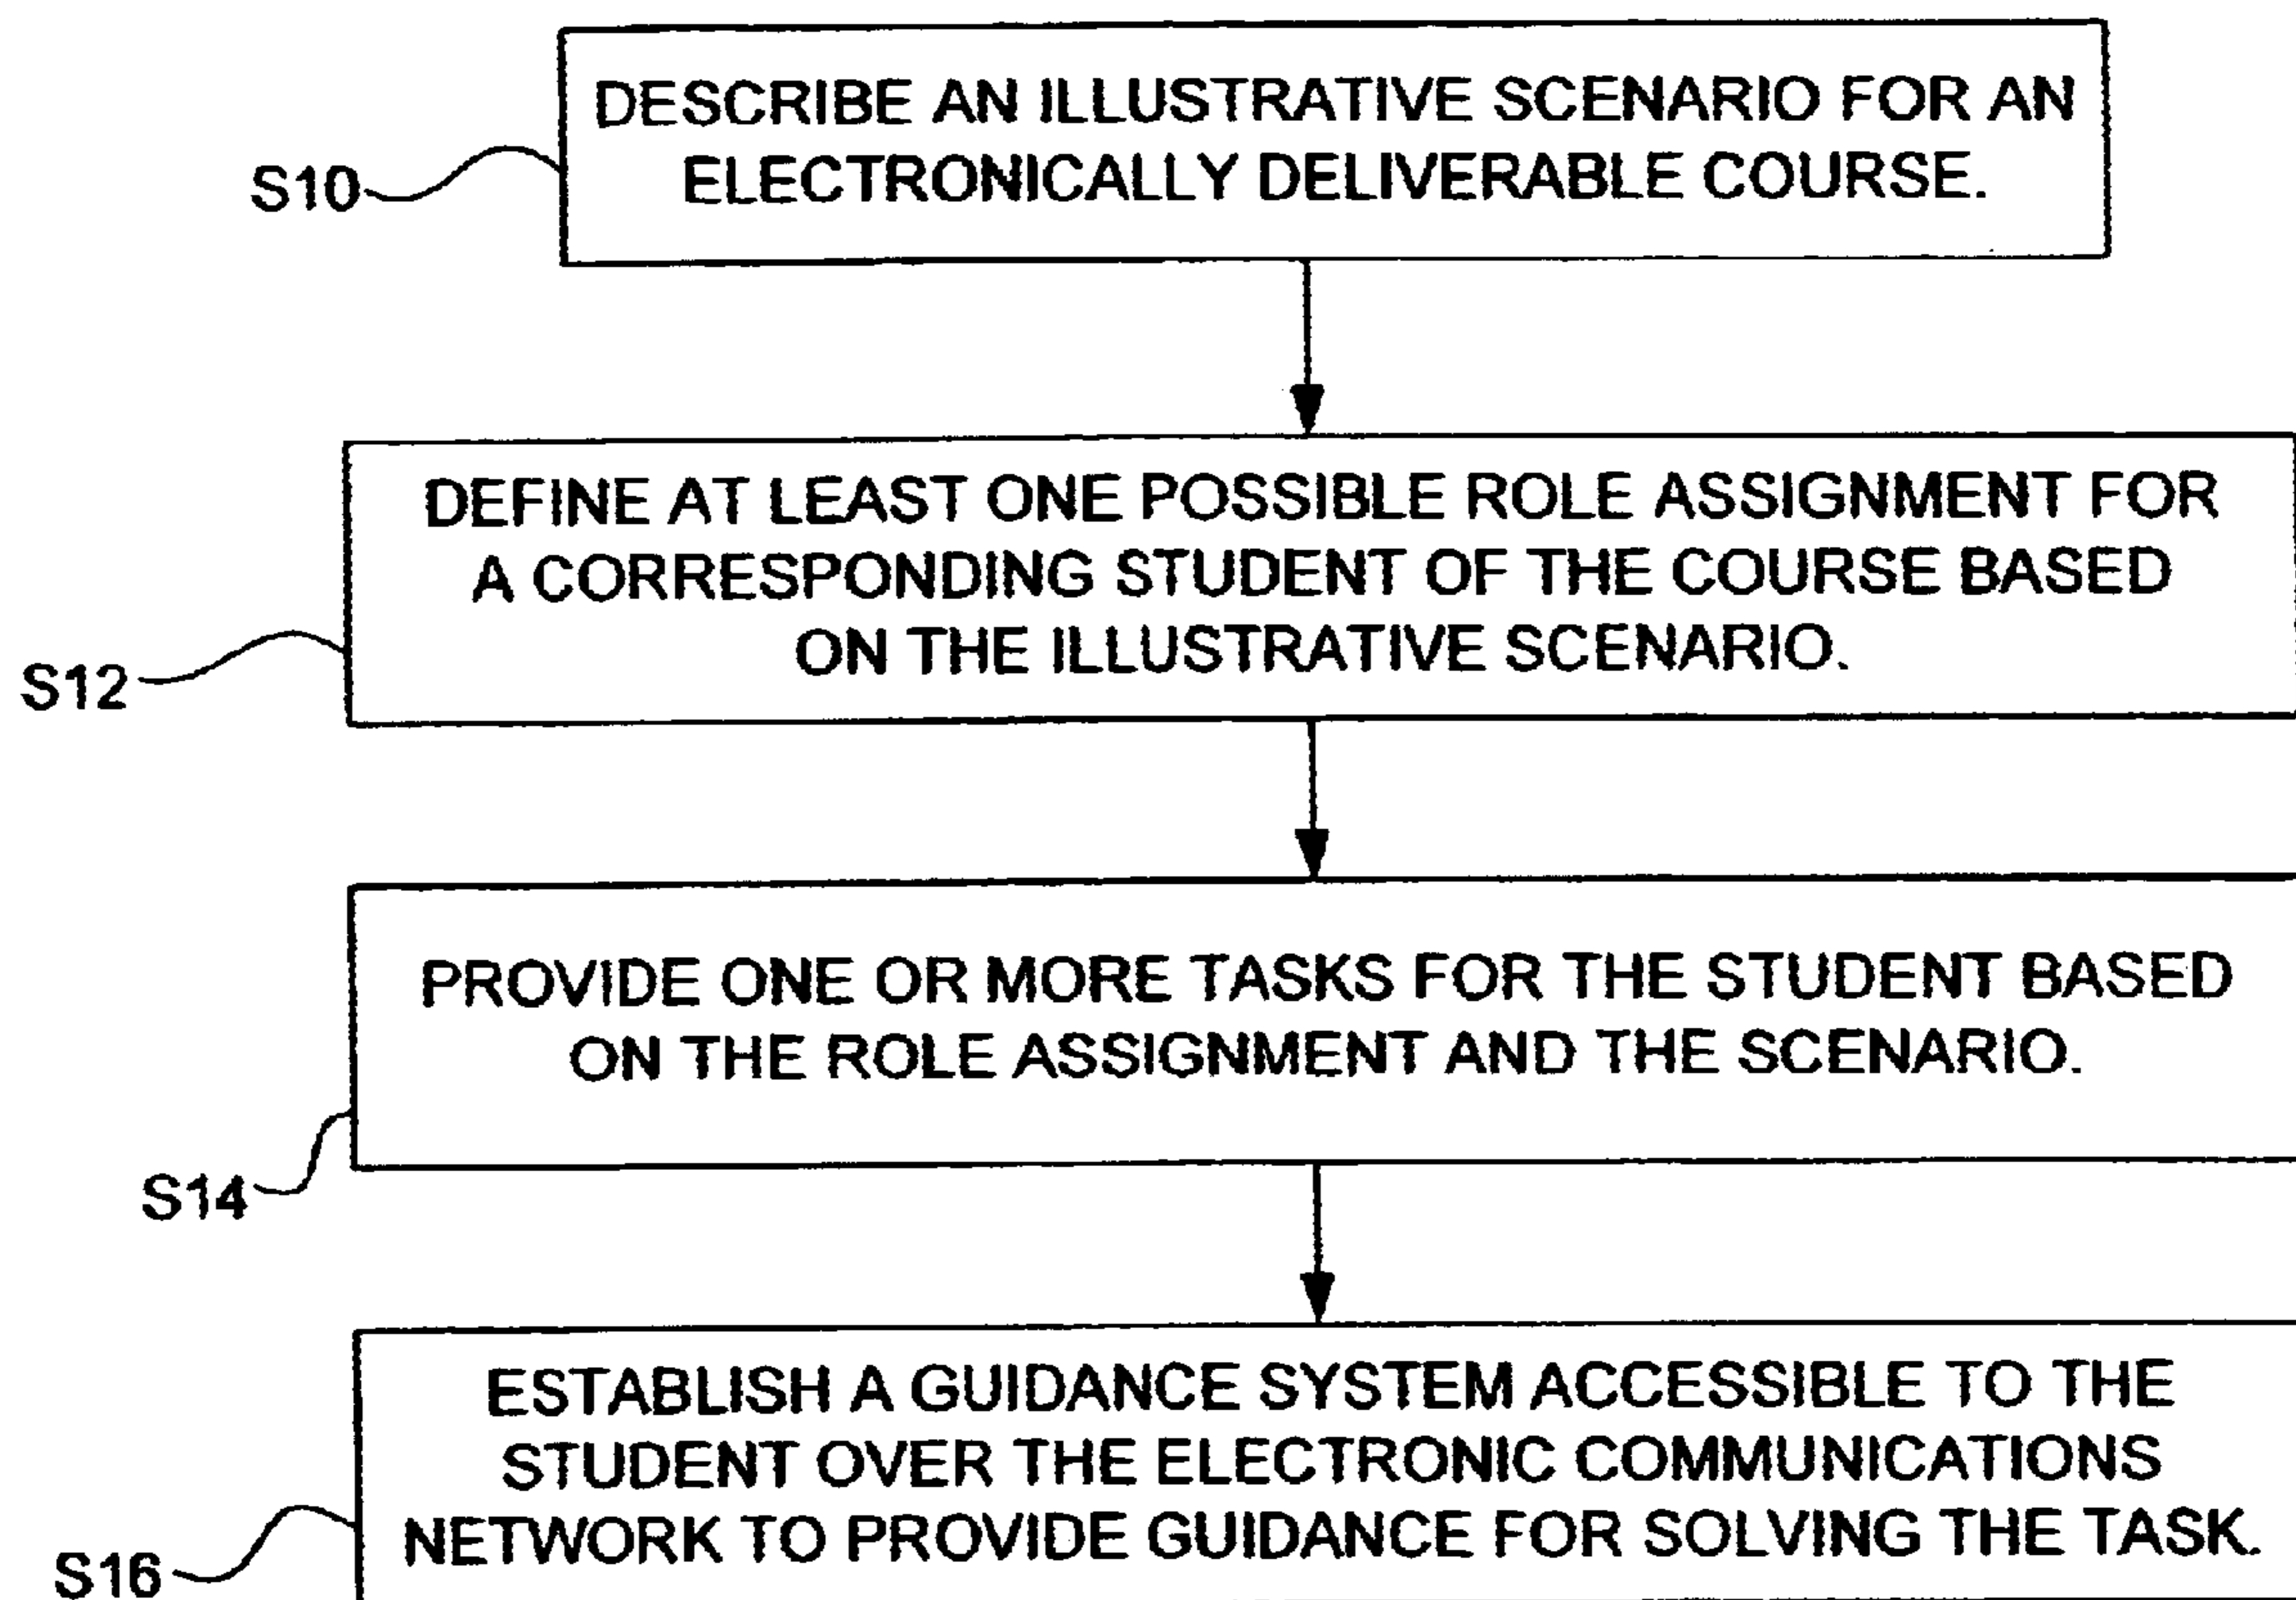 DESCRIBE AN ILLUSTRATIVE SCENARIO FOR AN
ELECTRONICALLY DELIVERABLE COURSE.
S10
DEFINE AT LEAST ONE POSSIBLE ROLE ASSIGNMENT FOR
A CORRESPONDING STUDENT OF THE COURSE BASED
ON THE ILLUSTRATIVE SCENARIO.
S12
PROVIDE ONE OR MORE TASKS FOR THE STUDENT BASED
ON THE ROLE ASSIGNMENT AND THE SCENARIO.
S14
ESTABLISH A GUIDANCE SYSTEM ACCESSIBLE TO THE
STUDENT OVER THE ELECTRONIC COMMUNICATIONS
NETWORK TO PROVIDE GUIDANCE FOR SOLVING THE TASK.
S16